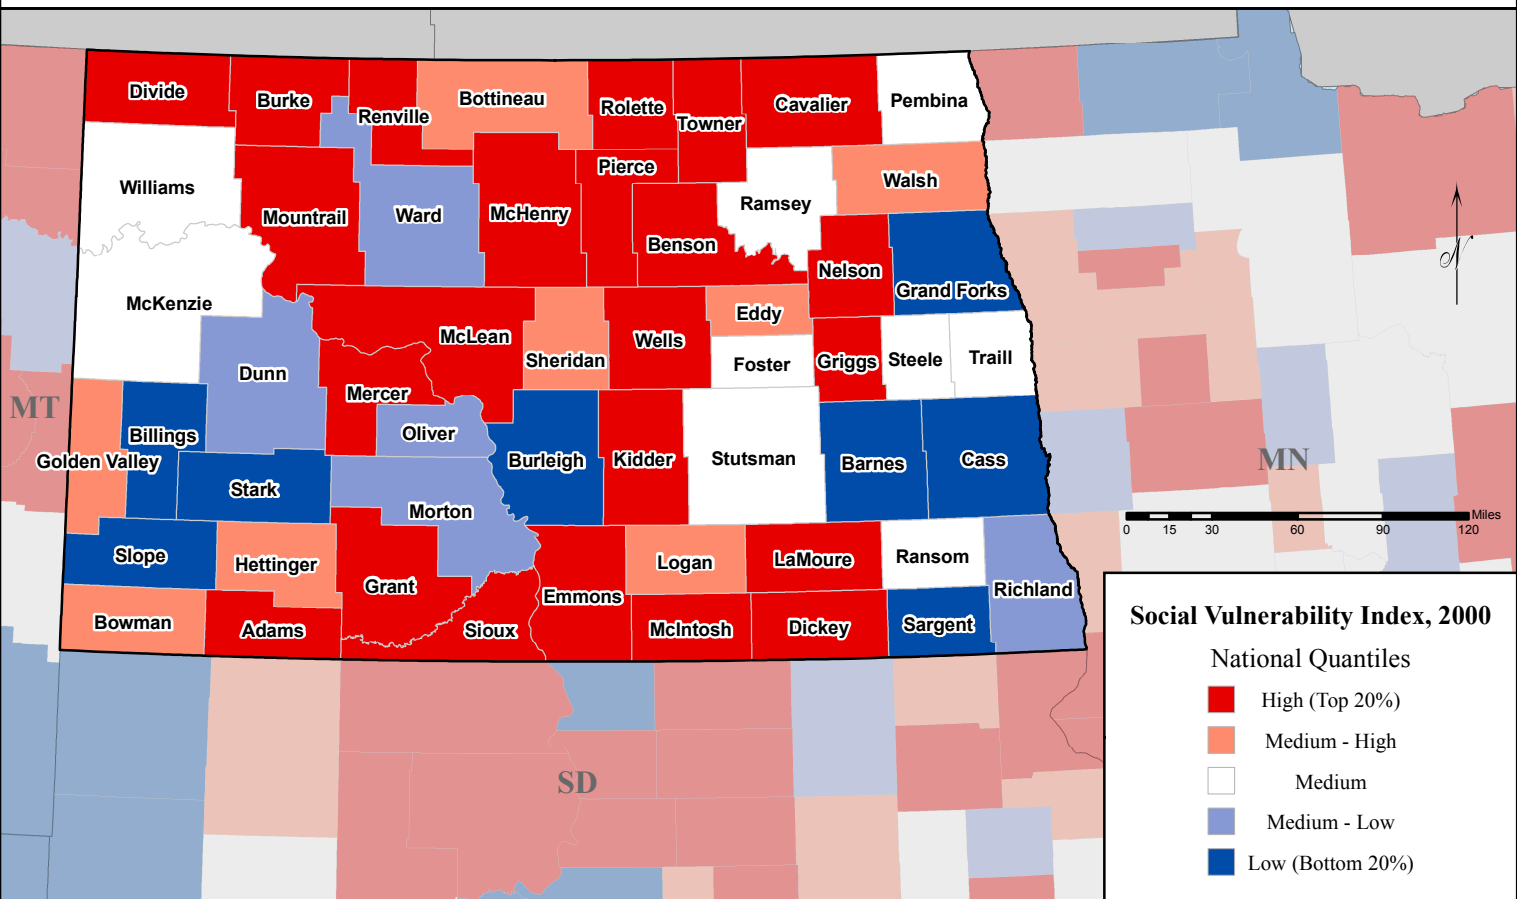 Divide
Burke
Renville
Bottineau
Rolette
Towner
Cavalier
Pembina
Williams
Mountrail
Ward
McHenry
Pierce
Benson
Ramsey
Walsh
Nelson
Grand Forks
McKenzie
McLean
Sheridan
Wells
Eddy
Foster
Griggs
Steele
Traill
Dunn
Mercer
Oliver
MT
Billings
Golden Valley
Stark
Burleigh
Kidder
Stutsman
Barnes
Cass
MN
Morton
Slope
Hettinger
Grant
Emmons
Logan
LaMoure
Ransom
Richland
Bowman
Adams
Sioux
McIntosh
Dickey
Sargent
SD
N
Miles
0 15 30 60 90 120
Social Vulnerability Index, 2000
National Quantiles
High (Top 20%)
Medium - High
Medium
Medium - Low
Low (Bottom 20%)